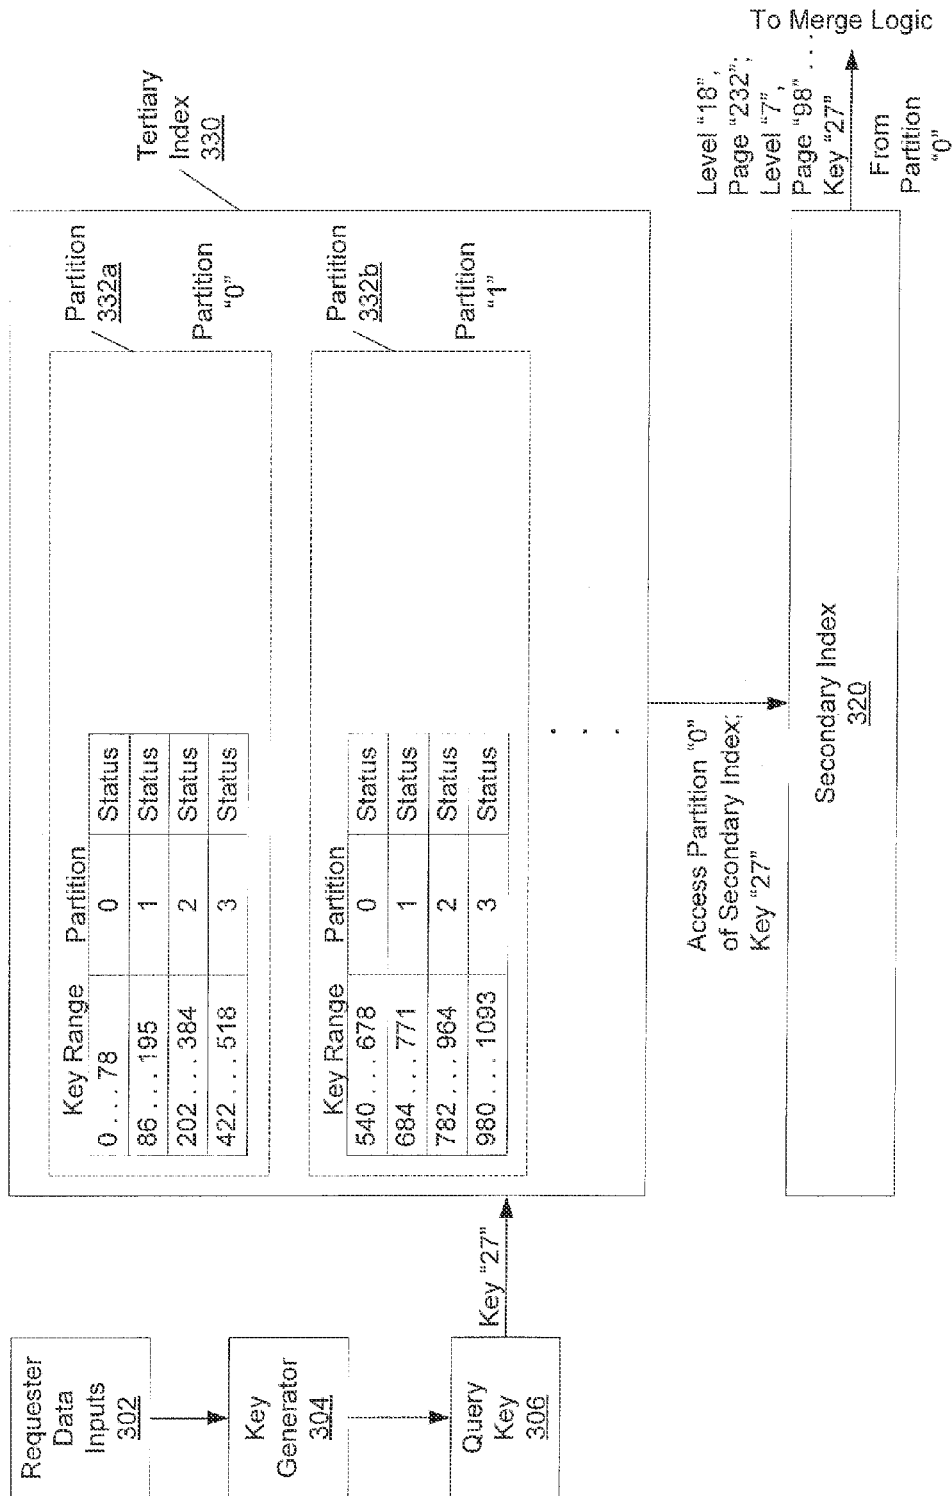 Requester
Data
Inputs
302
Key
Generator
304
Query
Key
306
Key “27”
Tertiary
Index
330
Partition
332a
Partition
“0”
Key Range Partition
0 . . . 78 0 Status
86 . . . 195 1 Status
202 . . . 384 2 Status
422 . . . 518 3 Status
Partition
332b
Partition
“1”
Key Range Partition
540 . . . 678 0 Status
684 . . . 771 1 Status
782 . . . 964 2 Status
980 . . . 1093 3 Status
. . .
Access Partition “0”
of Secondary Index;
Key “27”
Secondary Index
320
Level “18”,
Page “232”;
Level “7”,
Page “98” . . .
Key “27”
From
Partition
“0”
To Merge Logic